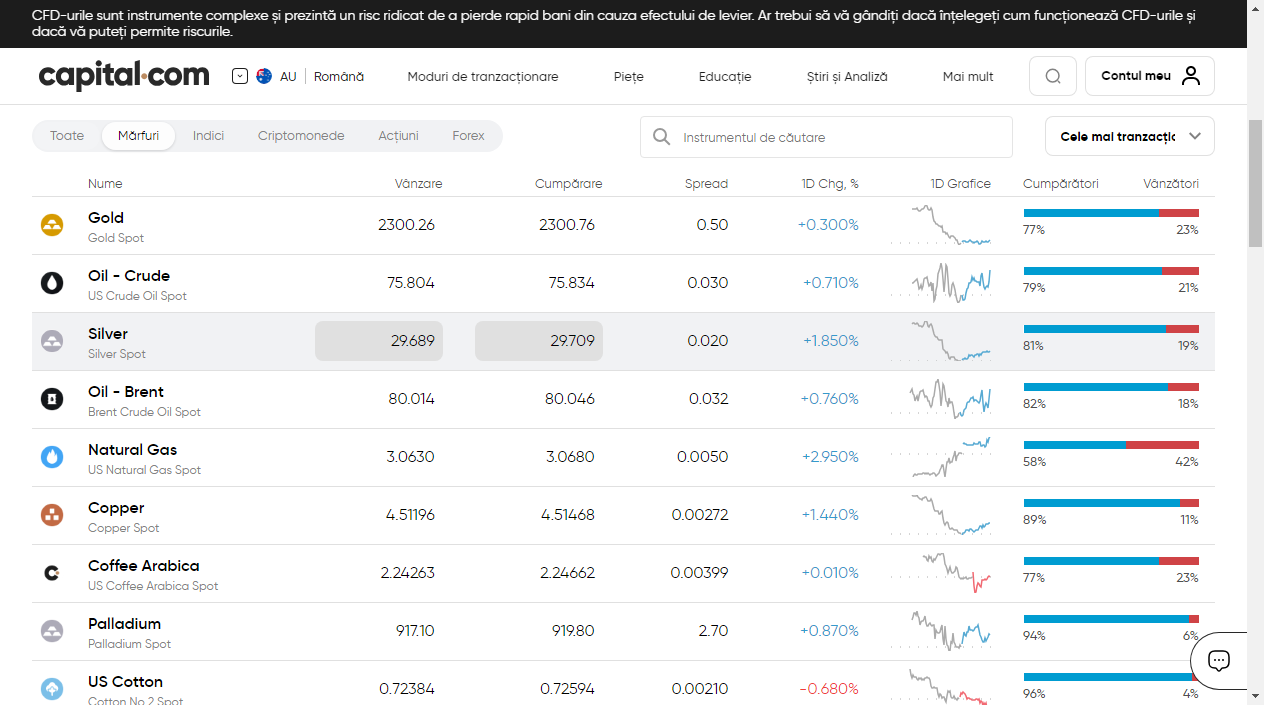 CFD-urile sunt instrumente complexe și prezintă un risc ridicat de a pierde rapid bani din cauza efectului de levier. Ar trebui să vă gândiți dacă înțelegeți cum funcționează CFD-urile și
dacă vă puteți permite riscurile.
capital.com AU Română Moduri de tranzacționare Piețe Educație Știri și Analiză Mai mult Contul meu
Toate Mărfuri Indici Criptomonede Acțiuni Forex Instrumentul de căutare Cele mai tranzacți
Nume Vânzare Cumpărare Spread 1D Chg, % 1D Grafice Cumpărători Vânzători
Gold 2300.26 2300.76 0.50 +0.300%
Gold Spot 77% 23%
Oil - Crude 75.804 75.834 0.030 +0.710%
US Crude Oil Spot 79% 21%
Silver 29.689 29.709 0.020 +1.850%
Silver Spot 81% 19%
Oil - Brent 80.014 80.046 0.032 +0.760%
Brent Crude Oil Spot 82% 18%
Natural Gas 3.0630 3.0680 0.0050 +2.950%
US Natural Gas Spot 58% 42%
Copper 4.51196 4.51468 0.00272 +1.440%
Copper Spot 89% 11%
Coffee Arabica 2.24263 2.24662 0.00399 +0.010%
US Coffee Arabica Spot 77% 23%
Palladium 917.10 919.80 2.70 +0.870%
Palladium Spot 94% 6%
US Cotton 0.72384 0.72594 0.00210 -0.680%
Cotton No 2 Spot 96% 4%